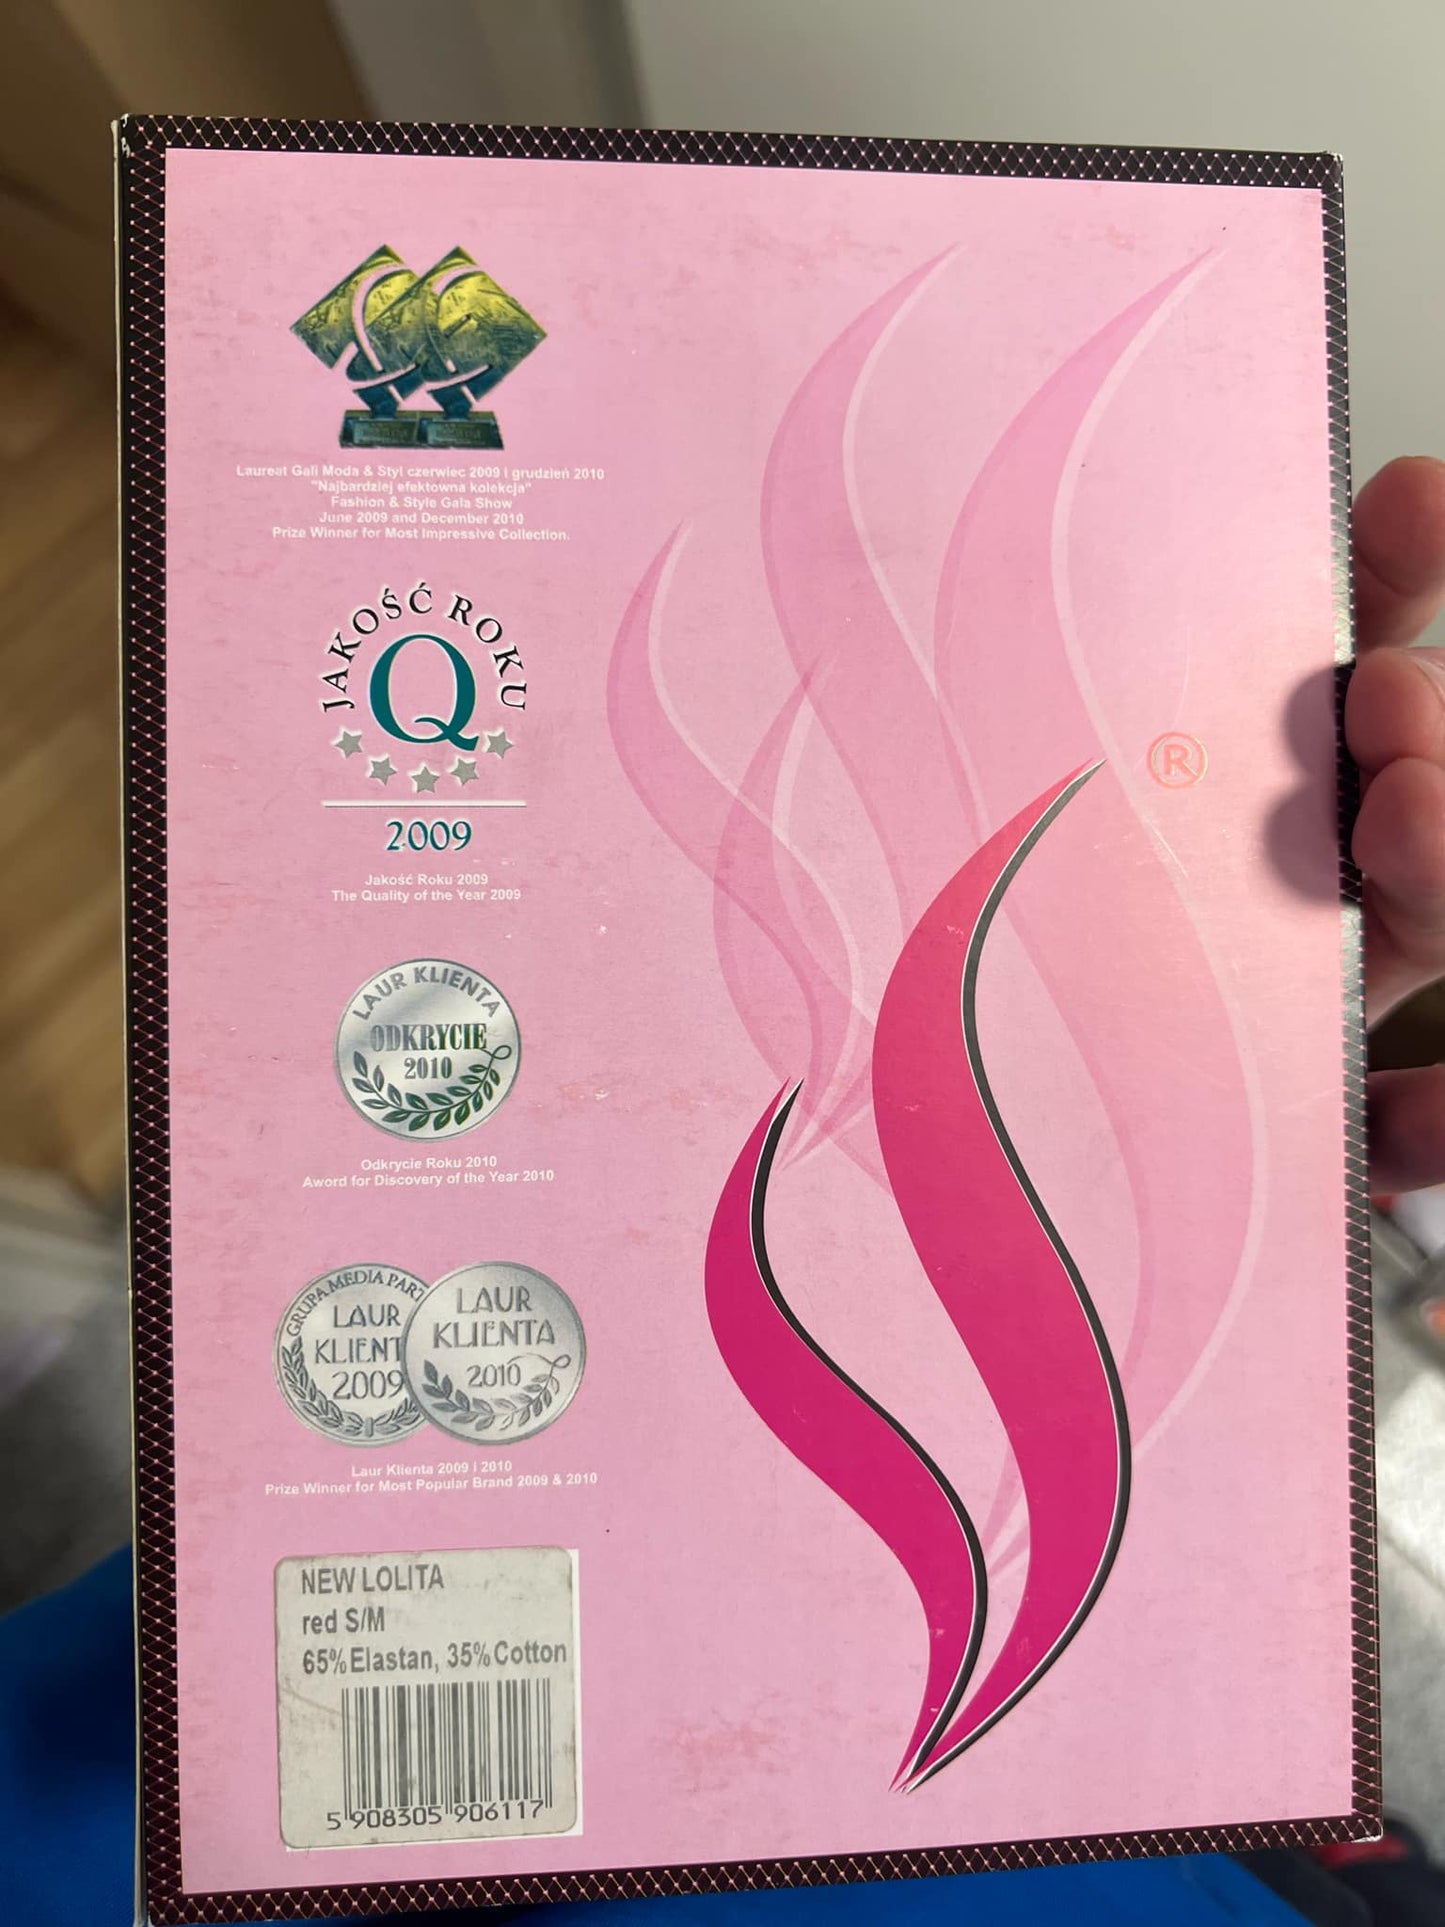 Laureat Gali Moda & Styl czerwiec 2009 i grudzień 2010
"Najbardziej efektowna kolekcja"
Fashion & Style Gala Show
June 2009 and December 2010
Prize Winner for Most Impressive Collection.
JAKOŚĆ ROKU
Q
2009
Jakość Roku 2009
The Quality of the Year 2009
LAUR KLIENTA
ODKRYCIE
2010
Odkrycie Roku 2010
Aword for Discovery of the Year 2010
GRUPA MEDIA PART
LAUR
KLIENT
2009
LAUR
KLIENTA
2010
Laur Klienta 2009 i 2010
Prize Winner for Most Popular Brand 2009 & 2010
®
NEW LOLITA
red S/M
65% Elastan, 35% Cotton
5 908305 906117